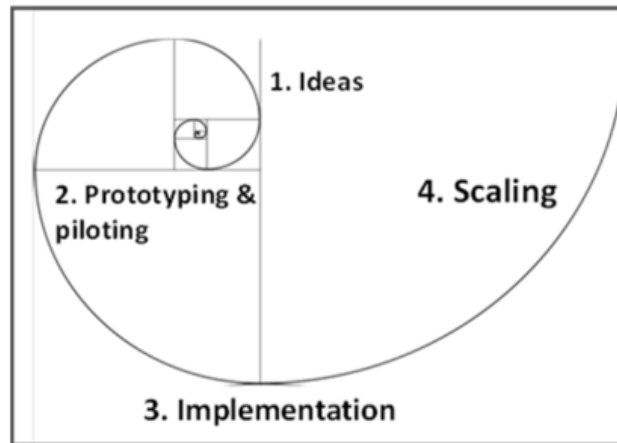 1. Ideas
2. Prototyping &
piloting
4. Scaling
3. Implementation